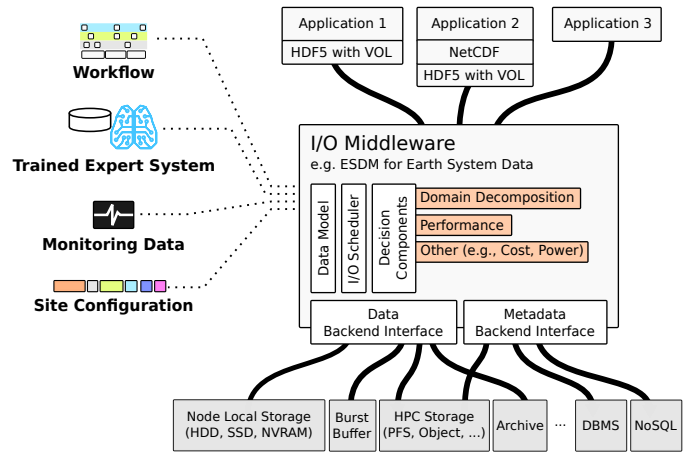 Application 1
HDF5 with VOL
Application 2
NetCDF
HDF5 with VOL
Application 3
Workflow
Trained Expert System
Monitoring Data
Site Configuration
I/O Middleware
e.g. ESDM for Earth System Data
Data Model
I/O Scheduler
Decision
Components
Domain Decomposition
Performance
Other (e.g., Cost, Power)
Data
Backend Interface
Metadata
Backend Interface
Node Local Storage
(HDD, SSD, NVRAM)
Burst
Buffer
HPC Storage
(PFS, Object, ...)
Archive
...
DBMS
NoSQL